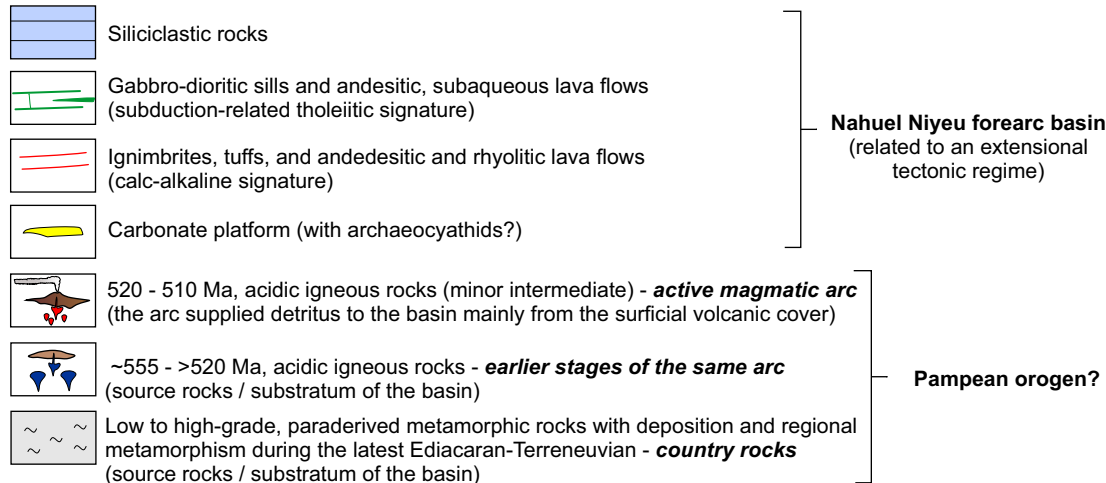 Siliciclastic rocks
Gabbro-dioritic sills and andesitic, subaqueous lava flows
(subduction-related tholeiitic signature)
Ignimbrites, tuffs, and andedesitic and rhyolitic lava flows
(calc-alkaline signature)
Carbonate platform (with archaeocyathids?)
Nahuel Niyeu forearc basin
(related to an extensional
tectonic regime)
520 - 510 Ma, acidic igneous rocks (minor intermediate) - active magmatic arc
(the arc supplied detritus to the basin mainly from the surficial volcanic cover)
~555 - >520 Ma, acidic igneous rocks - earlier stages of the same arc
(source rocks / substratum of the basin)
Low to high-grade, paraderived metamorphic rocks with deposition and regional
metamorphism during the latest Ediacaran-Terreneuvian - country rocks
(source rocks / substratum of the basin)
Pampean orogen?